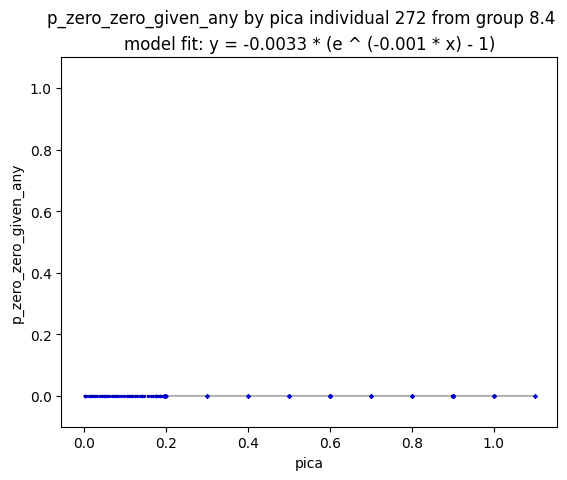 p_zero_zero_given_any by pica individual 272 from group 8.4
model fit: y = -0.0033 * (e ^ (-0.001 * x) - 1)
1.0
0.8
0.6
0.4
0.2
0.0
p_zero_zero_given_any
0.0 0.2 0.4 0.6 0.8 1.0
pica